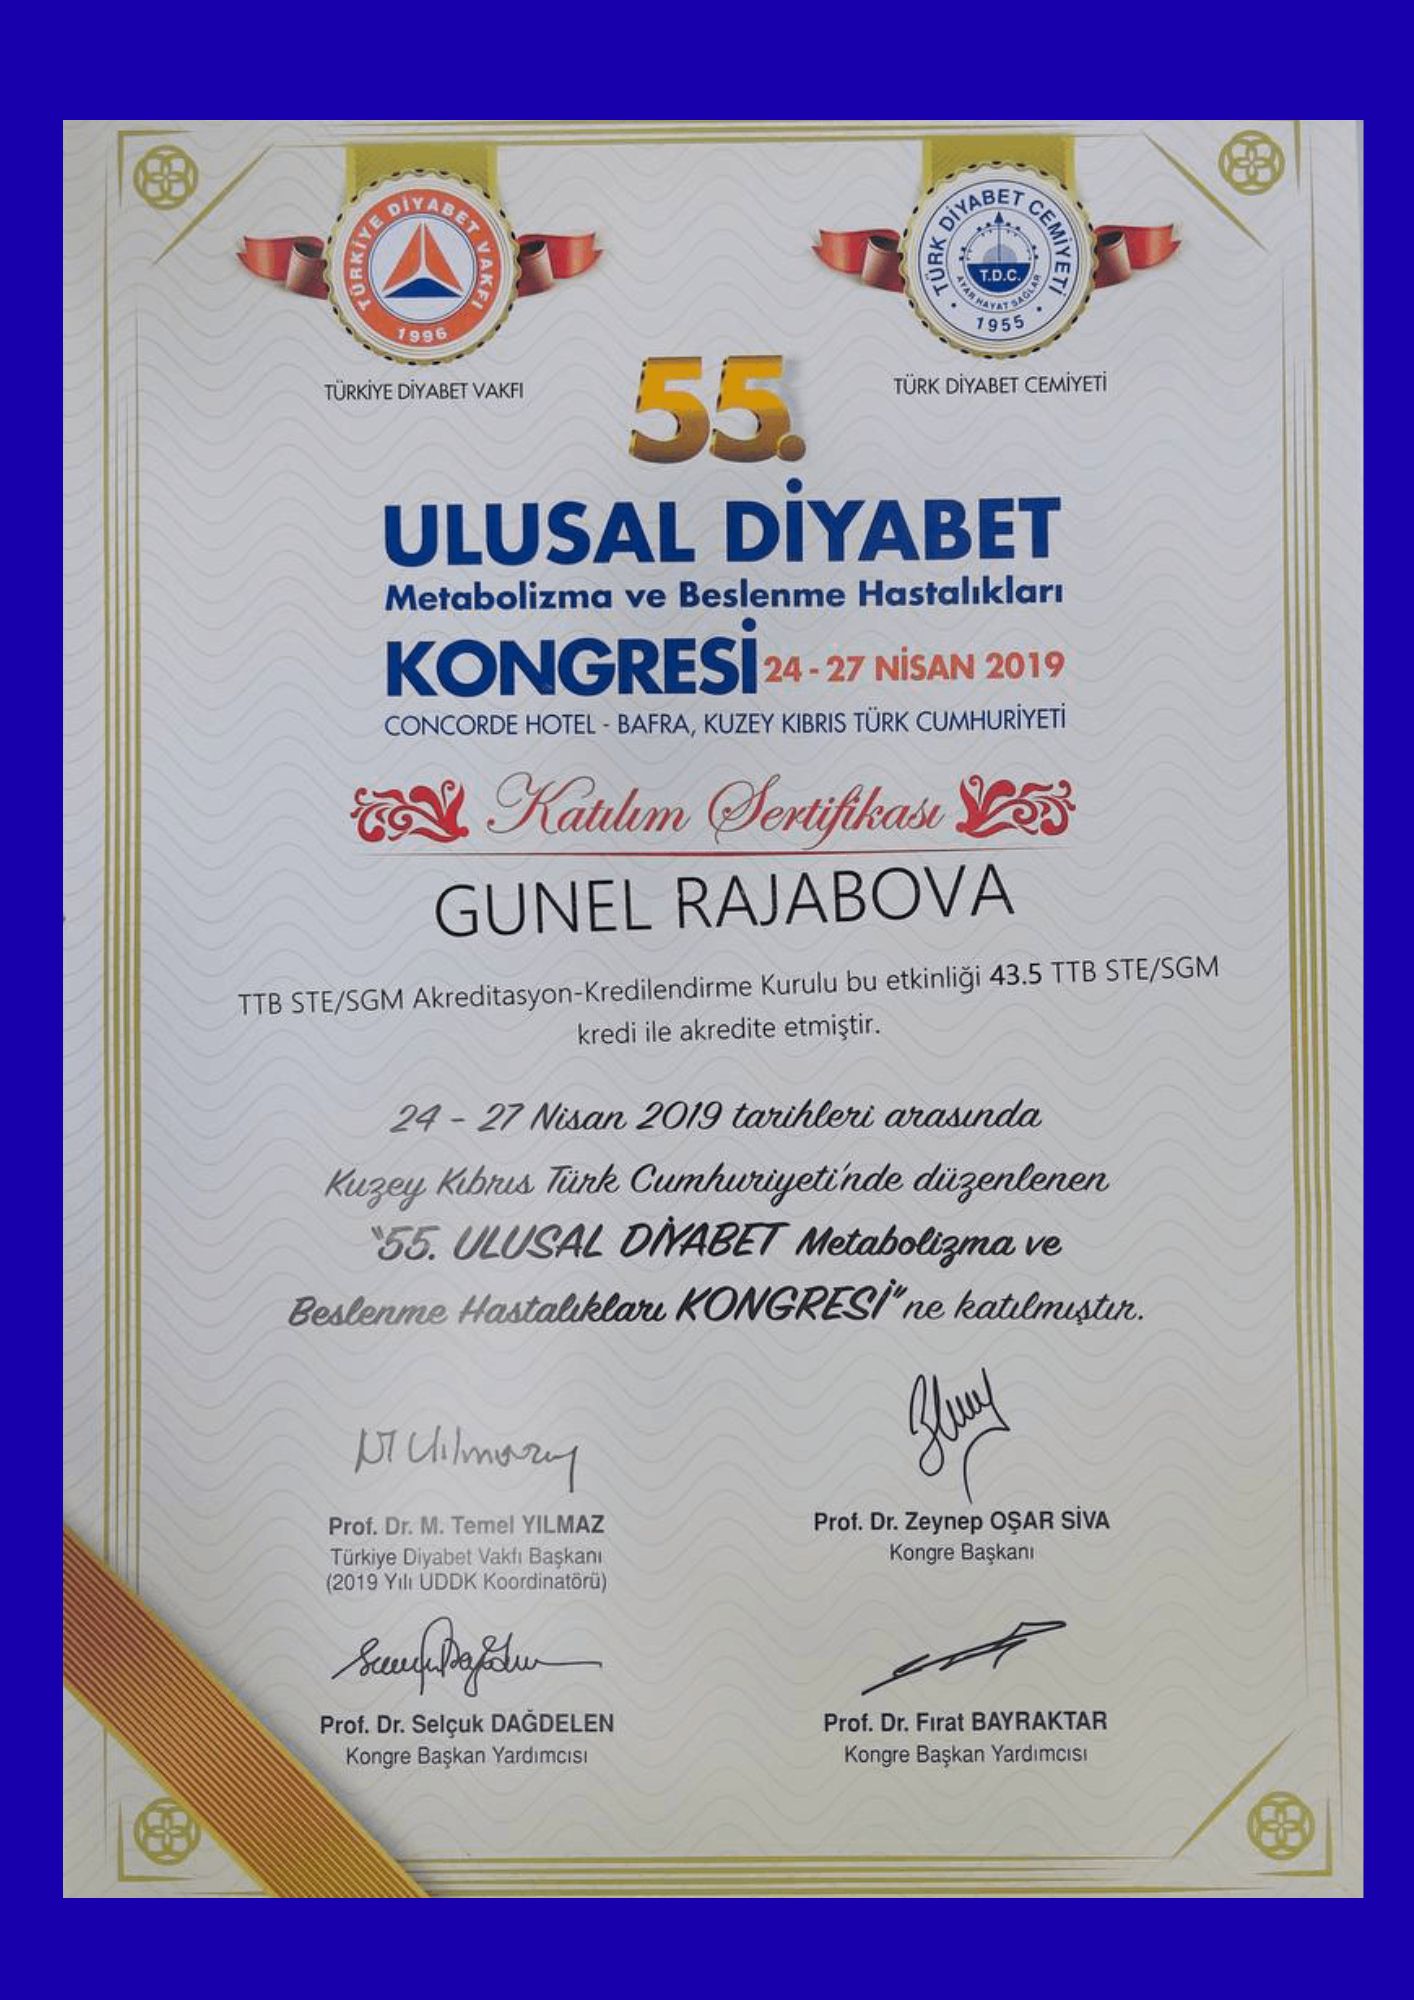 TÜRKİYE DİYABET VAKFI
1996
TÜRKİYE DİYABET VAKFI
TÜRK DİYABET CEMİYETİ
T.D.C.
AYAR HAYAT SAĞLAR
1955
TÜRK DİYABET CEMİYETİ
55.
ULUSAL DİYABET
Metabolizma ve Beslenme Hastalıkları
KONGRESİ 24 - 27 NİSAN 2019
CONCORDE HOTEL - BAFRA, KUZEY KIBRIS TÜRK CUMHURİYETİ
Katılım Sertifikası
GUNEL RAJABOVA
TTB STE/SGM Akreditasyon-Kredilendirme Kurulu bu etkinliği 43.5 TTB STE/SGM
kredi ile akredite etmiştir.
24 - 27 Nisan 2019 tarihleri arasında
Kuzey Kıbrıs Türk Cumhuriyeti'nde düzenlenen
"55. ULUSAL DİYABET Metabolizma ve
Beslenme Hastalıkları KONGRESİ"ne katılmıştır.
Prof. Dr. M. Temel YILMAZ
Türkiye Diyabet Vakfı Başkanı
(2019 Yılı UDDK Koordinatörü)
Prof. Dr. Zeynep OŞAR SİVA
Kongre Başkanı
Prof. Dr. Selçuk DAĞDELEN
Kongre Başkan Yardımcısı
Prof. Dr. Fırat BAYRAKTAR
Kongre Başkan Yardımcısı